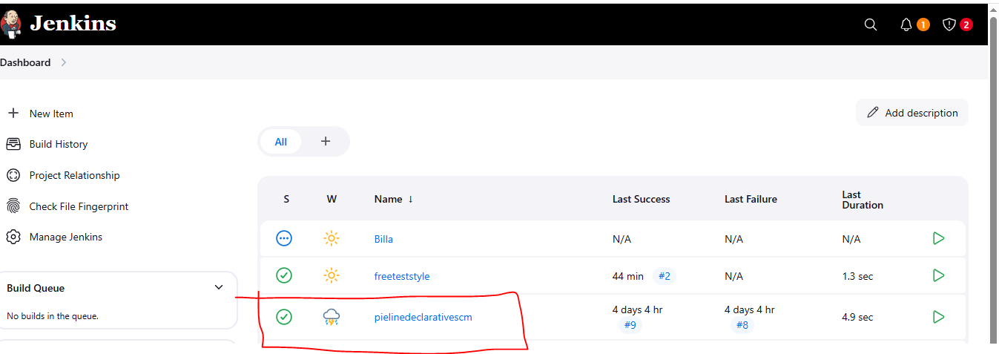 Jenkins
1
2
Dashboard
New Item
Build History
Project Relationship
Check File Fingerprint
Manage Jenkins
Build Queue
No builds in the queue.
Add description
All +
S W Name ↓ Last Success Last Failure Last Duration
Billa N/A N/A N/A
freeteststyle 44 min #2 N/A 1.3 sec
pielinedeclarativescm 4 days 4 hr #9 4 days 4 hr #8 4.9 sec